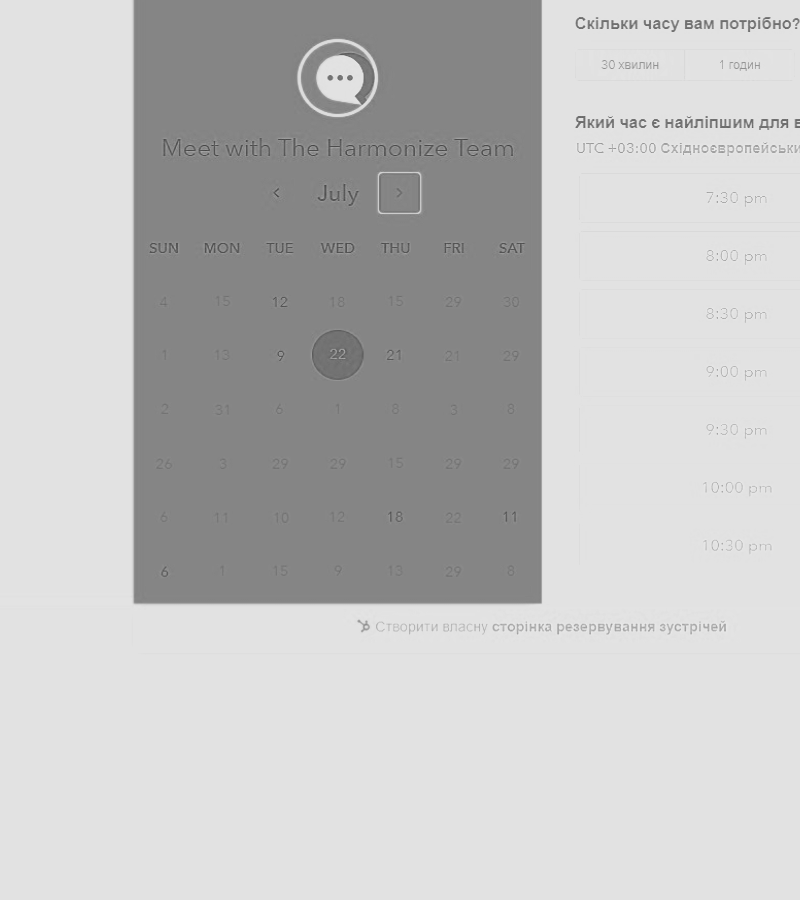 Meet with The Harmonize Team
July
SUN MON TUE WED THU FRI SAT
4 15 12 18 15 29 30
1 13 9 22 21 21 29
2 31 6 1 8 3 8
26 3 29 29 15 29 29
6 11 10 12 18 22 11
6 1 15 9 13 29 8
Скільки часу вам потрібно?
30 хвилин 1 годин
Який час є найліпшим для
UTC +03:00
7:30 pm
8:00 pm
8:30 pm
9:00 pm
9:30 pm
10:00 pm
10:30 pm
Створити власну сторінка резервування зустрічей